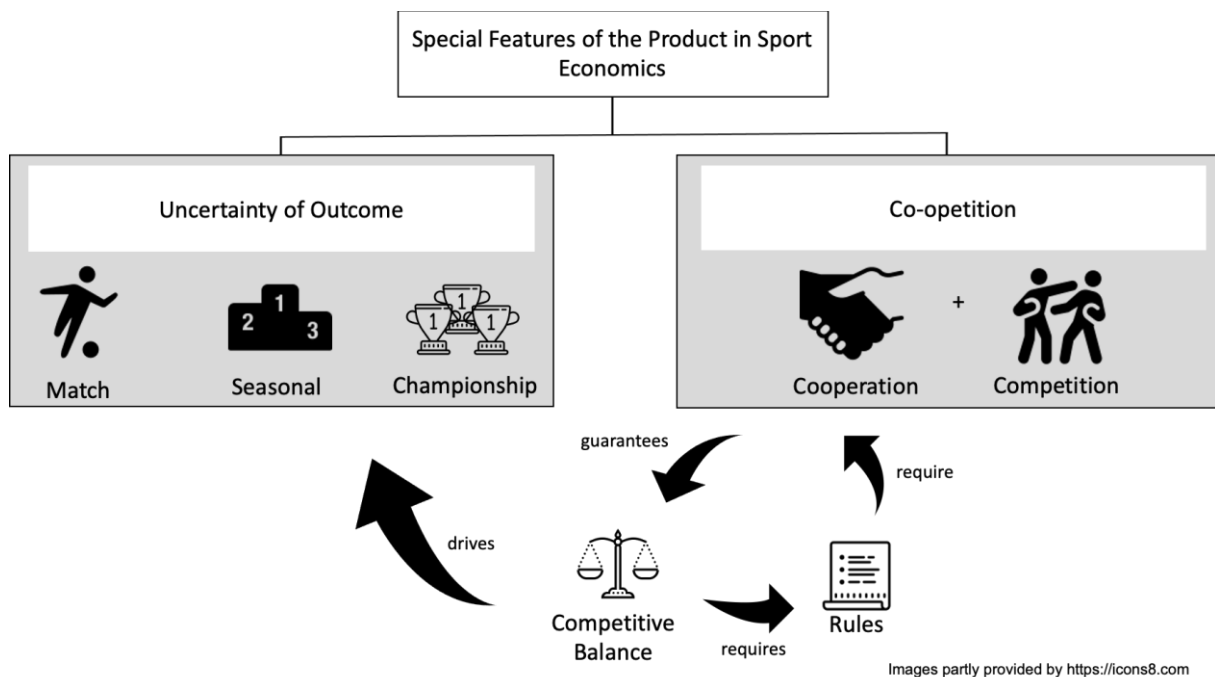 Special Features of the Product in Sport
Economics
Uncertainty of Outcome
Co-opetition
1
2
3
1
1
1
+
Match
Seasonal
Championship
Cooperation
Competition
guarantees
require
drives
Competitive
Balance
requires
Rules
Images partly provided by https://icons8.com